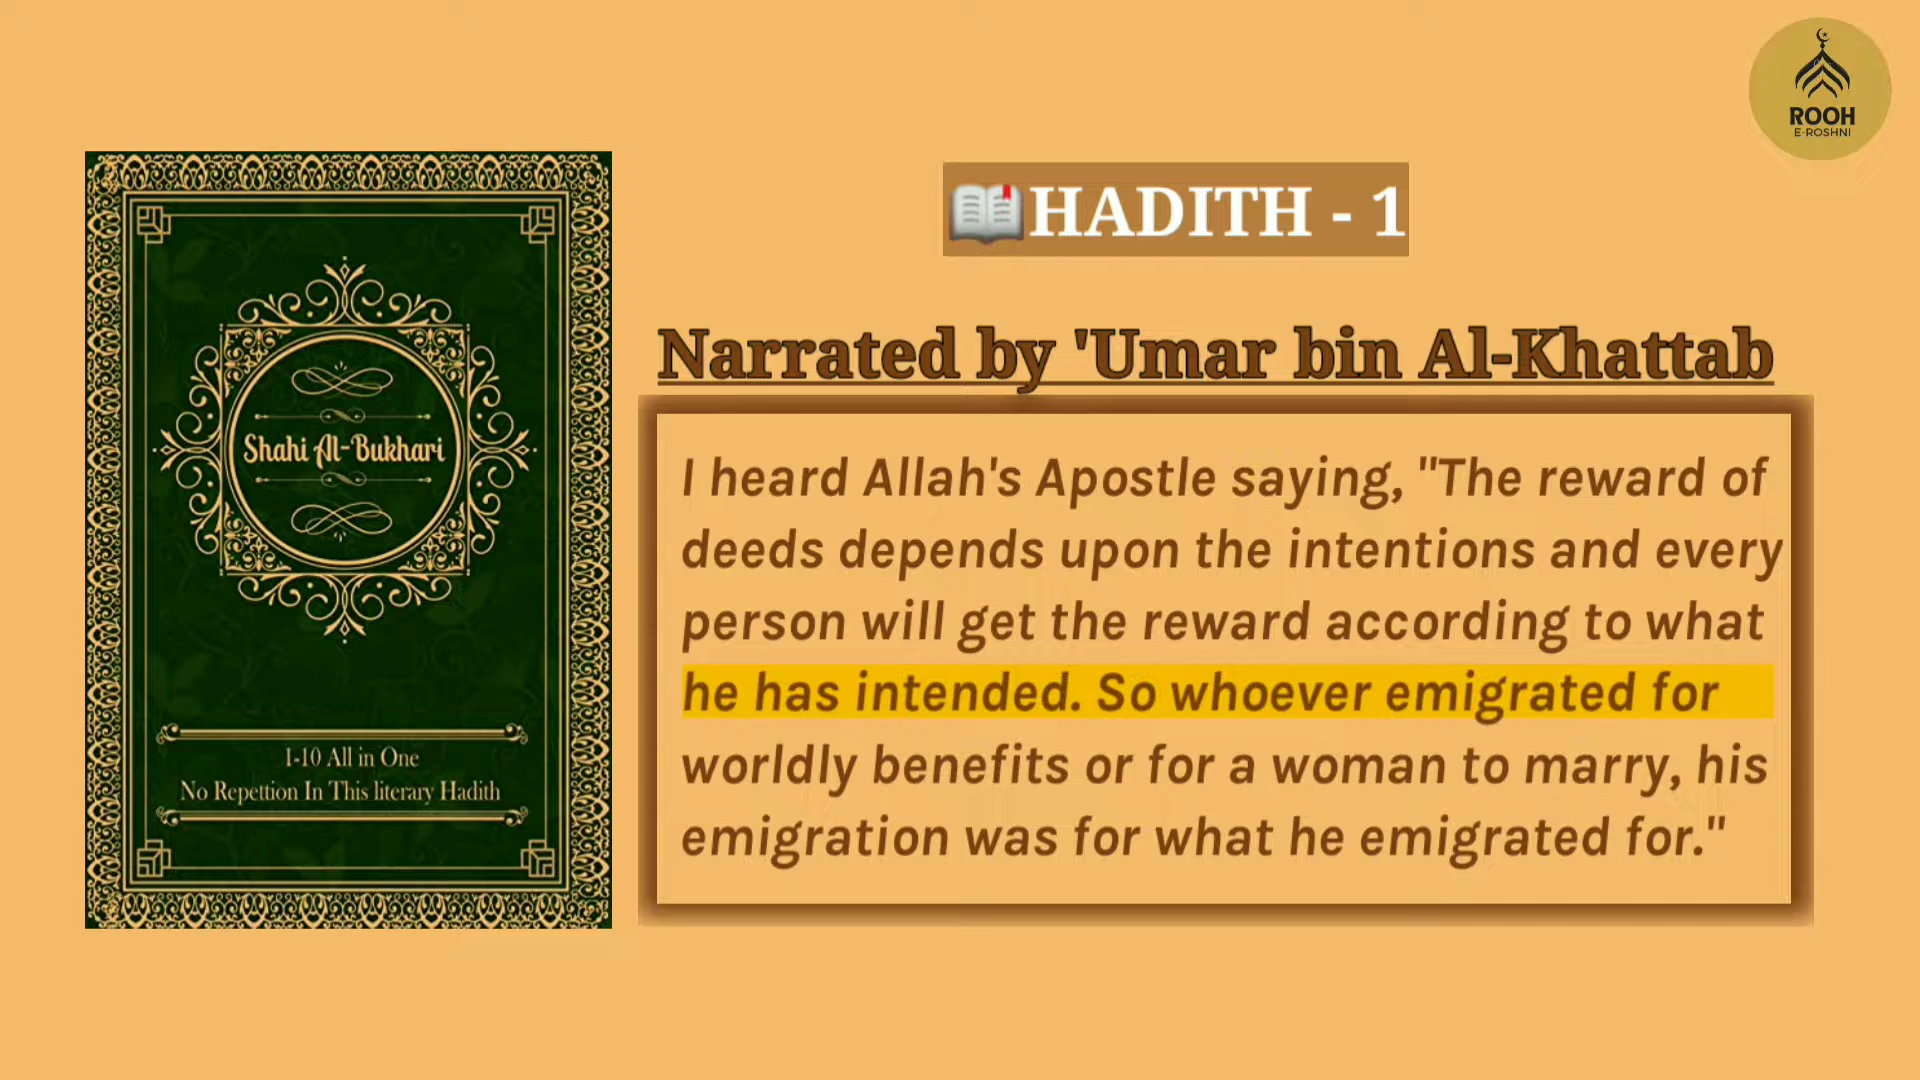 ROOH
E-ROSHNI
📖HADITH - 1
Narrated by 'Umar bin Al-Khattab
I heard Allah's Apostle saying, "The reward of
deeds depends upon the intentions and every
person will get the reward according to what
he has intended. So whoever emigrated for
worldly benefits or for a woman to marry, his
emigration was for what he emigrated for."
Shahi Al-Bukhari
1-10 All in One
No Repettion In This literary Hadith